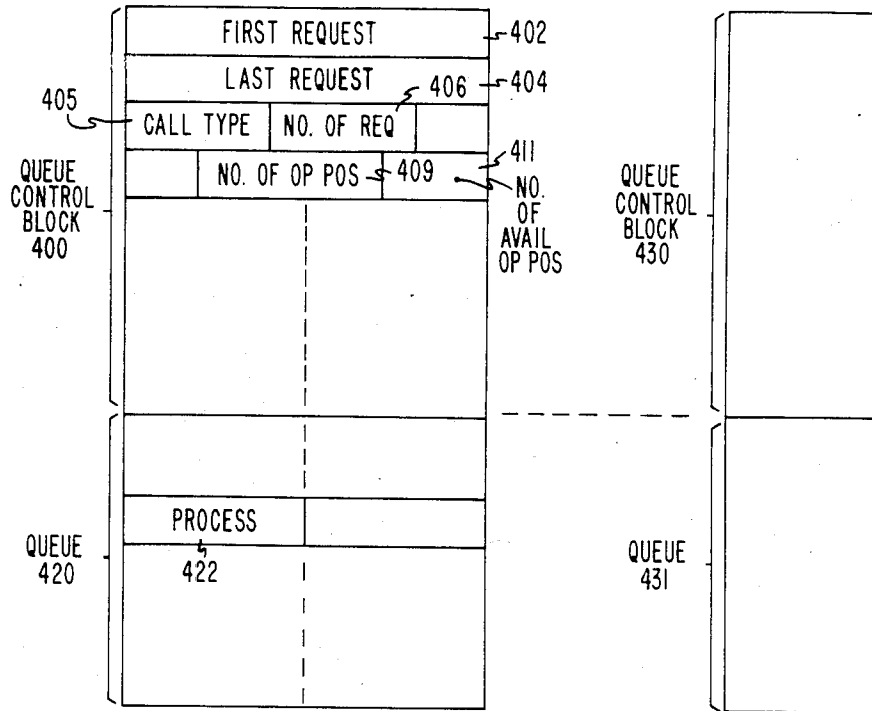 FIRST REQUEST
402
LAST REQUEST
404
405
406
CALL TYPE
NO. OF REQ
411
NO. OF OP POS
409
NO.
OF
AVAIL
OP POS
QUEUE
CONTROL
BLOCK
400
QUEUE
CONTROL
BLOCK
430
PROCESS
422
QUEUE
420
QUEUE
431